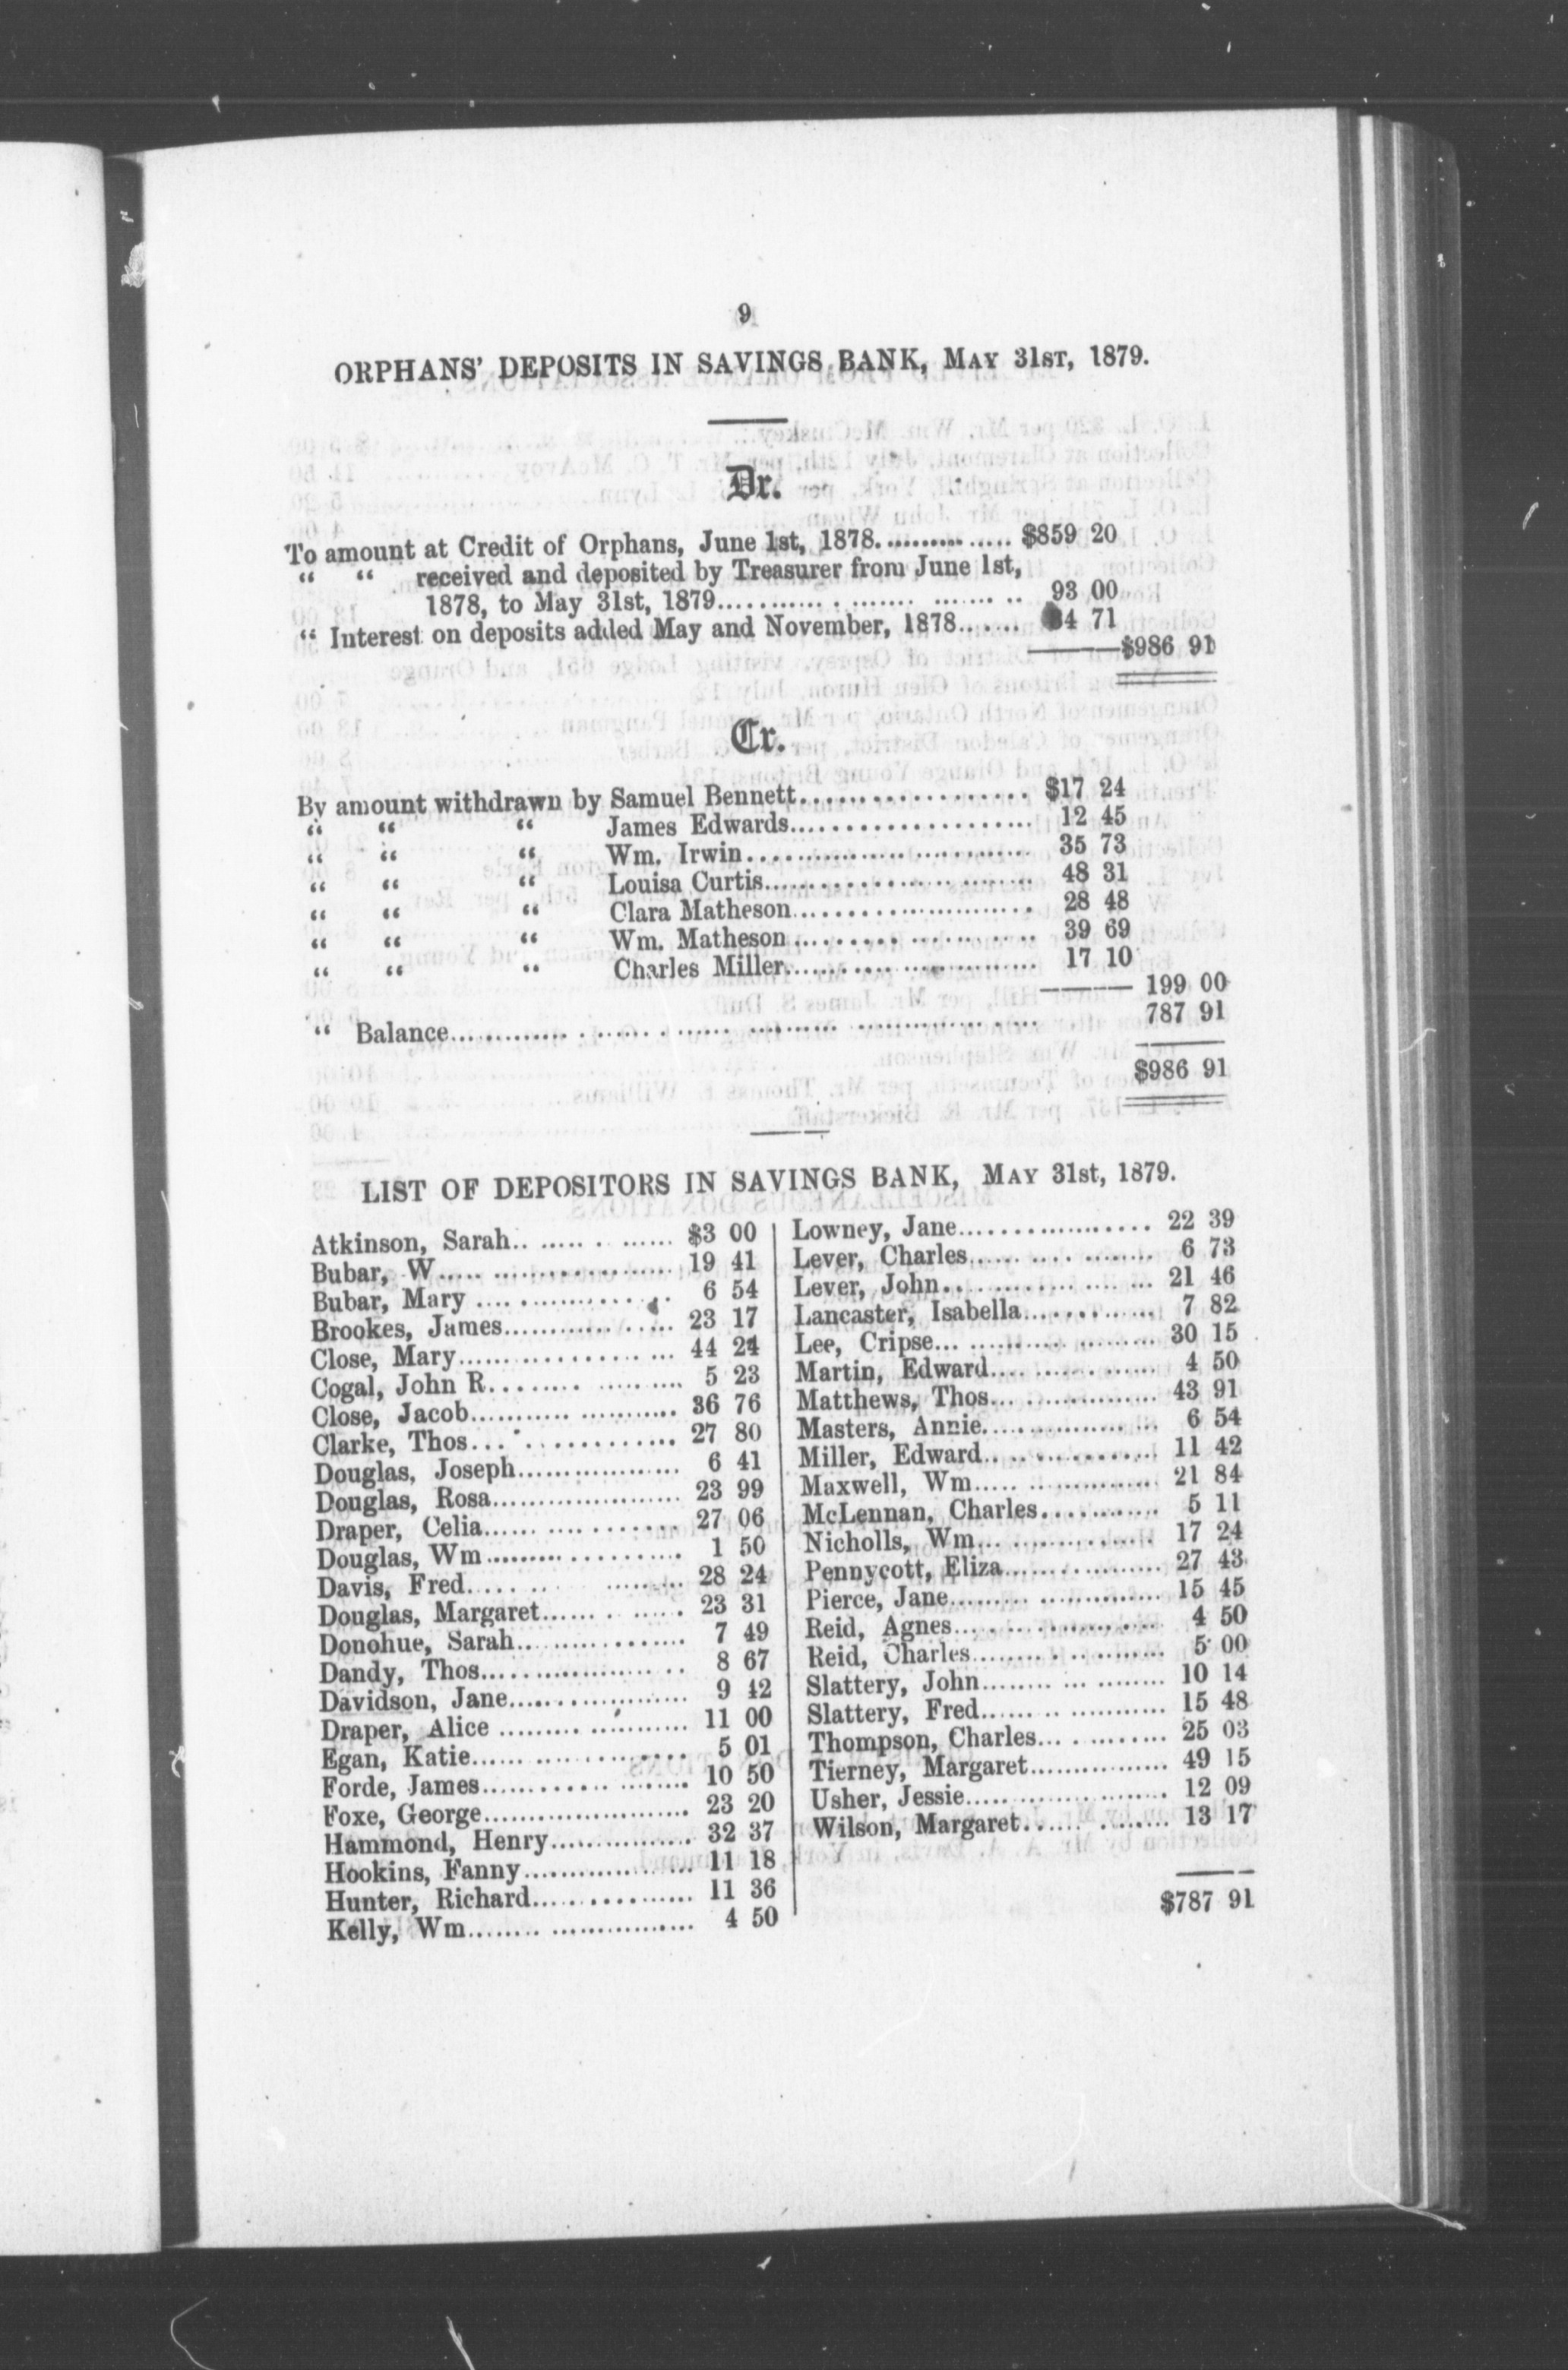 9
ORPHANS' DEPOSITS IN SAVINGS BANK, MAY 31ST, 1879.
Dr.
To amount at Credit of Orphans, June 1st, 1878. $859 20
“ “ received and deposited by Treasurer from June 1st,
1878, to May 31st, 1879 93 00
“ Interest on deposits added May and November, 1878 34 71
$986 91
Cr.
By amount withdrawn by Samuel Bennett $17 24
“ “ “ James Edwards 12 45
“ “ “ Wm. Irwin 35 73
“ “ “ Louisa Curtis 48 31
“ “ “ Clara Matheson 28 48
“ “ “ Wm. Matheson 39 69
“ “ “ Charles Miller 17 10
199 00
“ Balance 787 91
$986 91
LIST OF DEPOSITORS IN SAVINGS BANK, MAY 31st, 1879.
Atkinson, Sarah $3 00
Bubar, W 19 41
Bubar, Mary 6 54
Brookes, James 23 17
Close, Mary 44 24
Cogal, John R. 5 23
Close, Jacob 36 76
Clarke, Thos 27 80
Douglas, Joseph 6 41
Douglas, Rosa 23 99
Draper, Celia 27 06
Douglas, Wm 1 50
Davis, Fred 28 24
Douglas, Margaret 23 31
Donohue, Sarah 7 49
Dandy, Thos 8 67
Davidson, Jane 9 42
Draper, Alice 11 00
Egan, Katie 5 01
Forde, James 10 50
Foxe, George 23 20
Hammond, Henry 32 37
Hookins, Fanny 11 18
Hunter, Richard 11 36
Kelly, Wm 4 50
Lowney, Jane 22 39
Lever, Charles 6 73
Lever, John 21 46
Lancaster, Isabella 7 82
Lee, Cripse 30 15
Martin, Edward 4 50
Matthews, Thos 43 91
Masters, Annie 6 54
Miller, Edward 11 42
Maxwell, Wm 21 84
McLennan, Charles 5 11
Nicholls, Wm 17 24
Pennycott, Eliza 27 43
Pierce, Jane 15 45
Reid, Agnes 4 50
Reid, Charles 5 00
Slattery, John 10 14
Slattery, Fred 15 48
Thompson, Charles 25 03
Tierney, Margaret 49 15
Usher, Jessie 12 09
Wilson, Margaret 13 17
$787 91